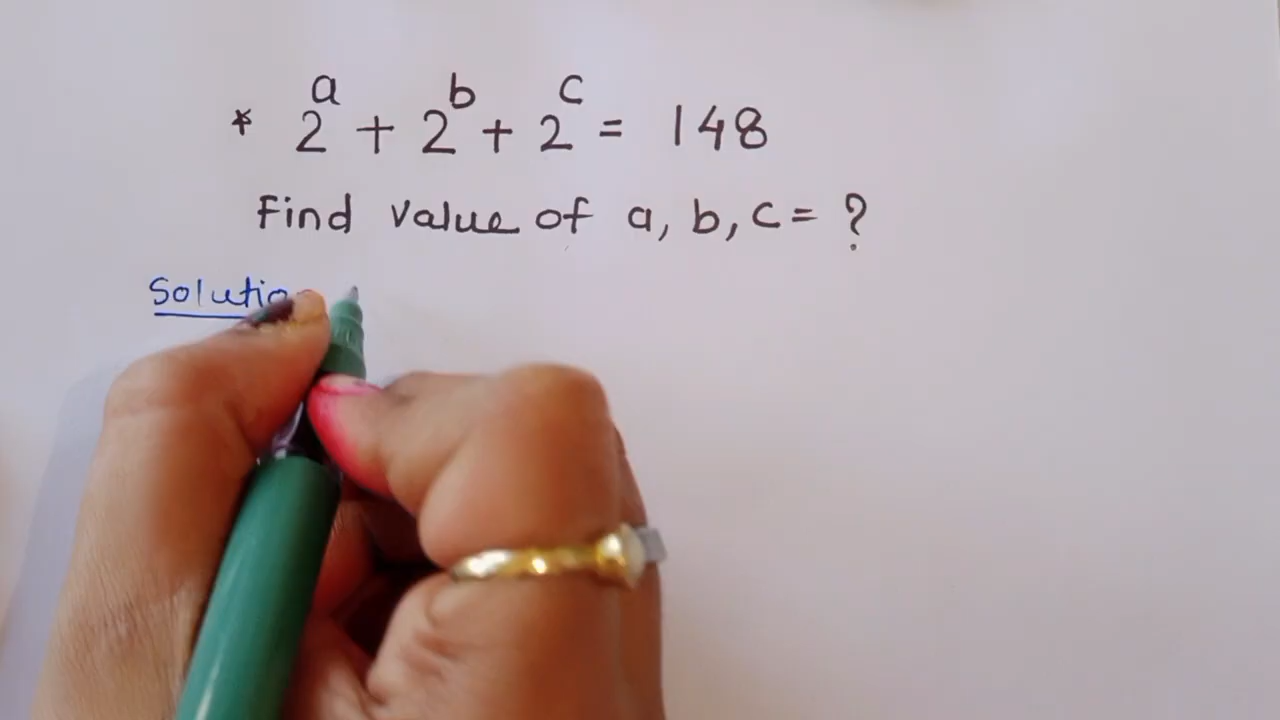 * 2^a + 2^b + 2^c = 148
Find value of a, b, c = ?